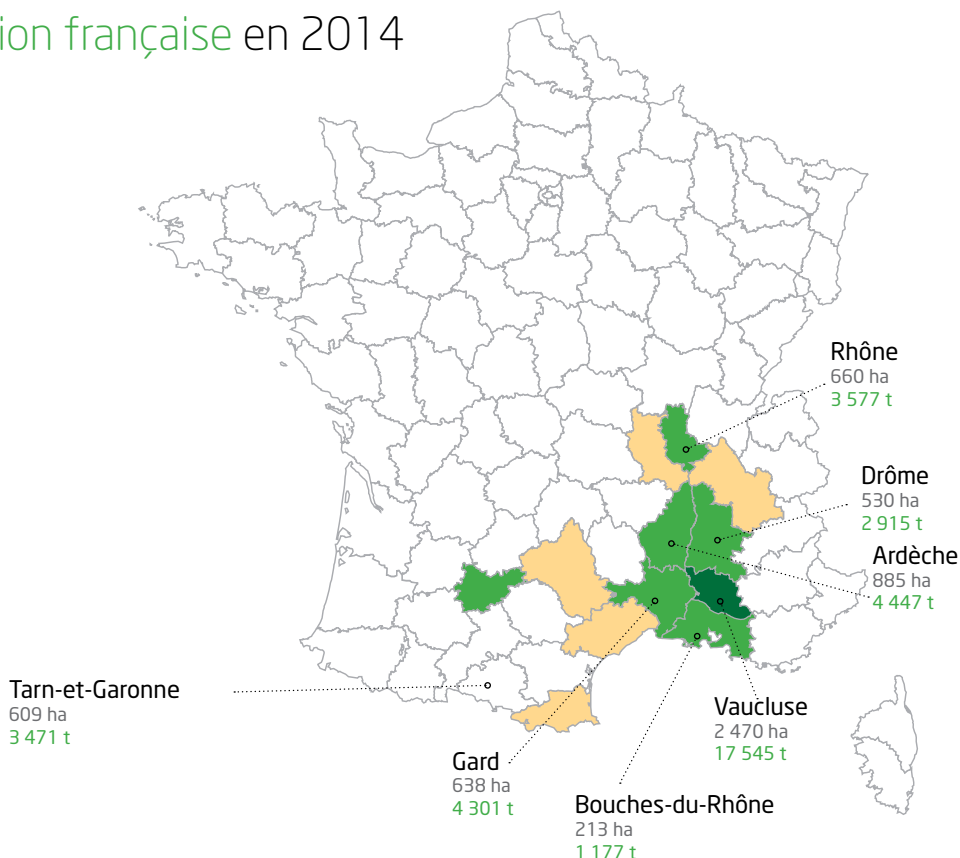 ion française en 2014
Rhône
660 ha
3 577 t
Drôme
530 ha
2 915 t
Ardèche
885 ha
4 447 t
Tarn-et-Garonne
609 ha
3 471 t
Vaucluse
2 470 ha
17 545 t
Gard
638 ha
4 301 t
Bouches-du-Rhône
213 ha
1 177 t